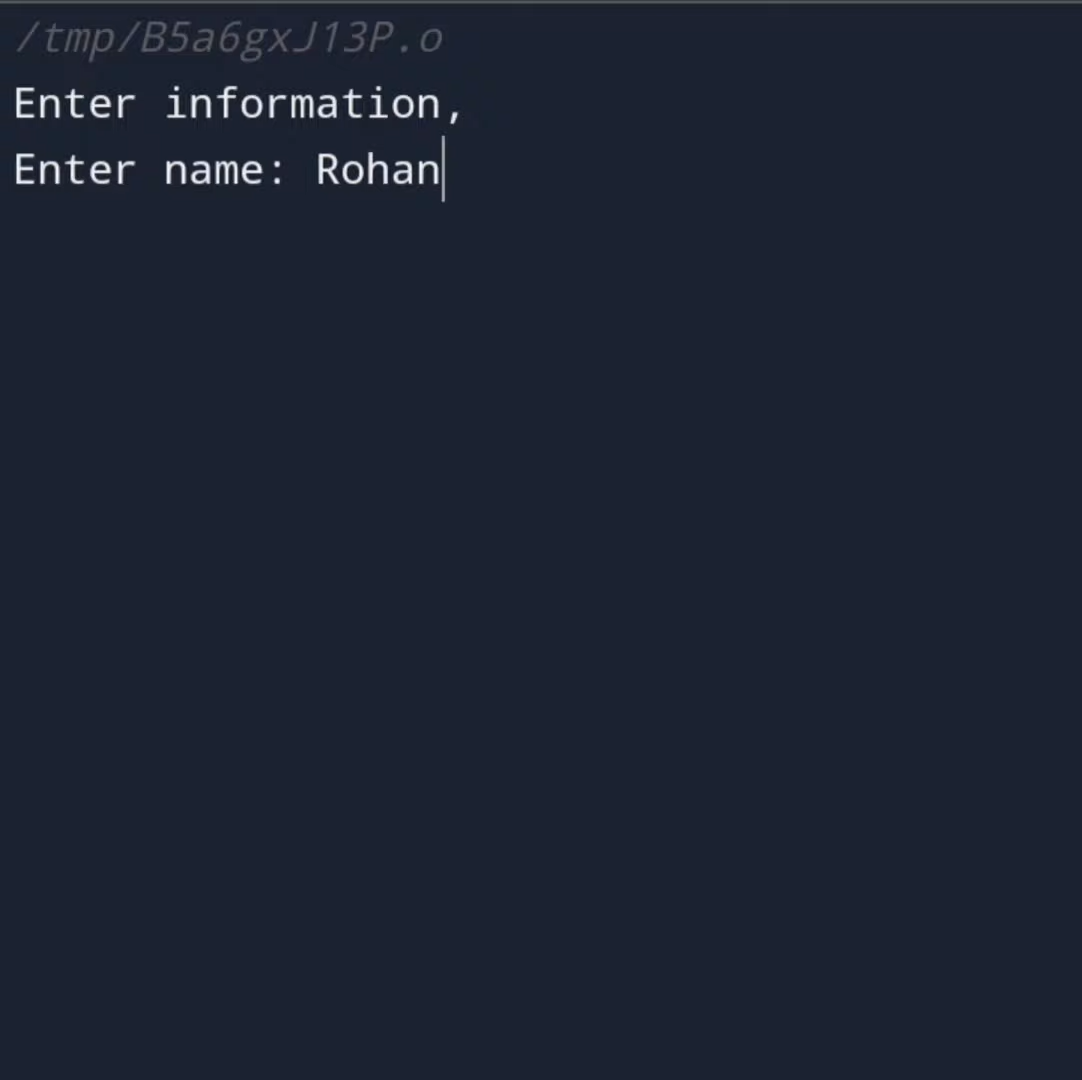 /tmp/B5a6gxJ13P.o
Enter information,
Enter name: Rohan